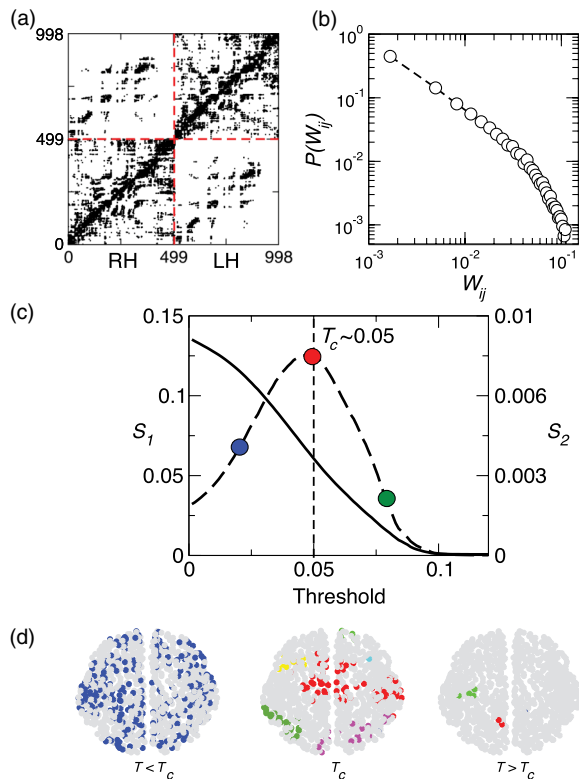 (a)
998
499
0
0 RH 499 LH 998
(b)
10^0
10^-1
10^-2
10^-3
P(W_ij)
10^-3 10^-2 10^-1
W_ij
(c)
0.15 0.01
T_c~0.05
0.1 0.007
S_1 S_2
0.05 0.003
0 0
0 0.05 0.1
Threshold
(d)
T < T_c T_c T > T_c